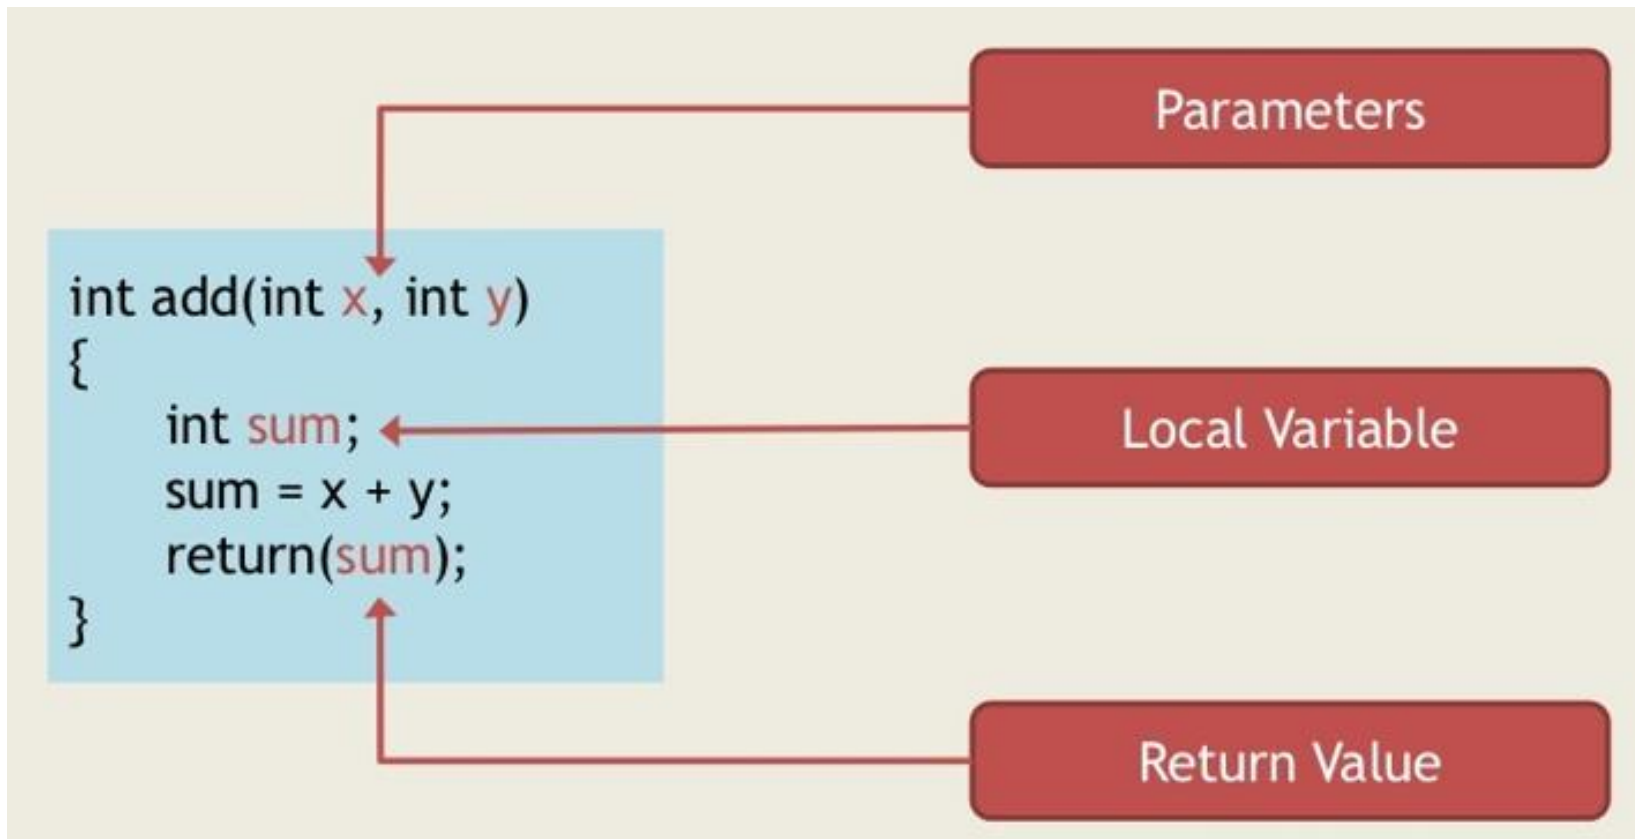 Parameters
int add(int x, int y)
{
int sum;
Local Variable
sum = x + y;
return(sum);
}
Return Value